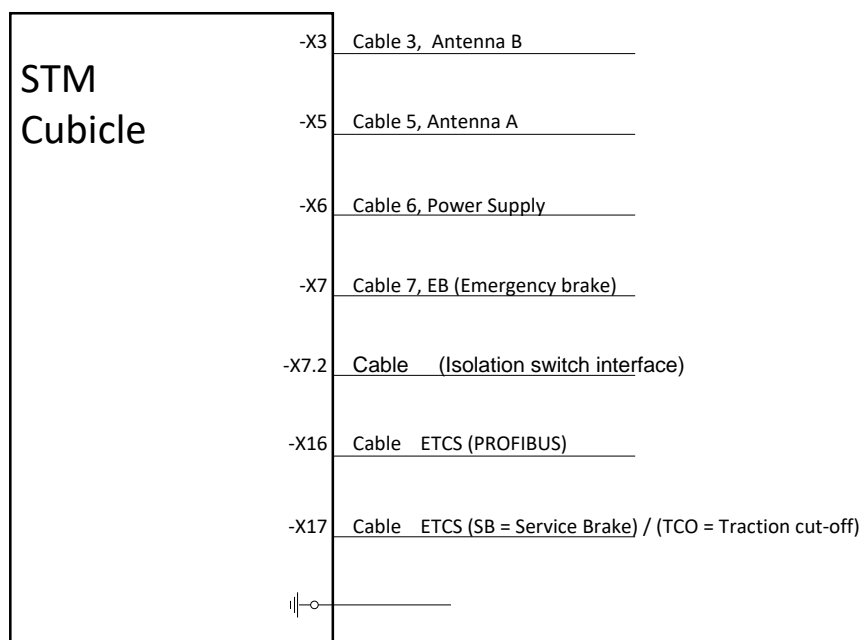 STM
Cubicle
-X3 Cable 3, Antenna B
-X5 Cable 5, Antenna A
-X6 Cable 6, Power Supply
-X7 Cable 7, EB (Emergency brake)
-X7.2 Cable (Isolation switch interface)
-X16 Cable ETCS (PROFIBUS)
-X17 Cable ETCS (SB = Service Brake) / (TCO = Traction cut-off)